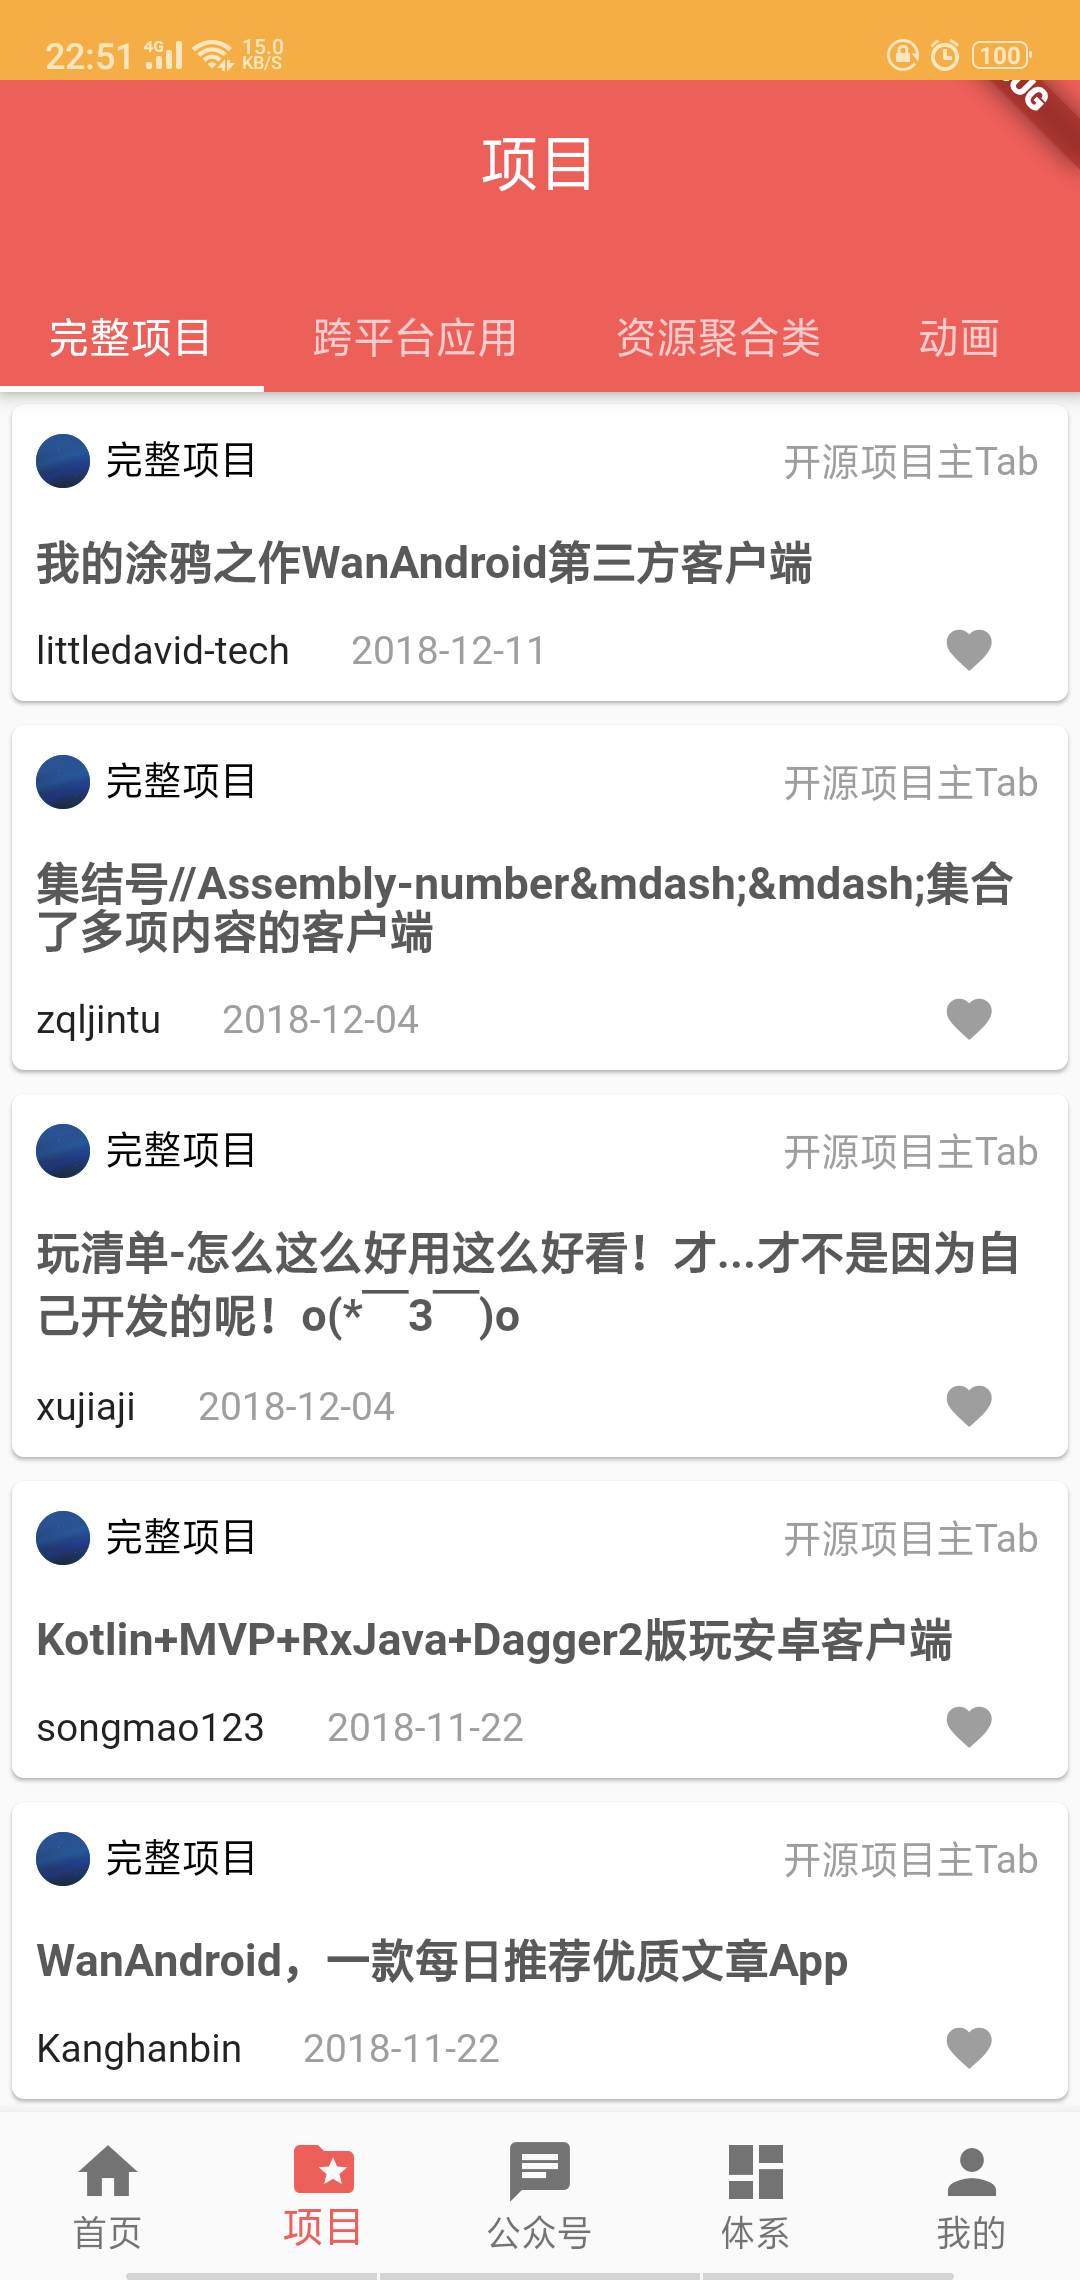 22:51 4G 15.0 KB/S 100
UG
项目
完整项目 跨平台应用 资源聚合类 动画
完整项目 开源项目主Tab
我的涂鸦之作WanAndroid第三方客户端
littledavid-tech 2018-12-11
完整项目 开源项目主Tab
集结号//Assembly-number&mdash;&mdash;集合
了多项内容的客户端
zqljintu 2018-12-04
完整项目 开源项目主Tab
玩清单-怎么这么好用这么好看！才...才不是因为自
己开发的呢！o(*￣3￣)o
xujiaji 2018-12-04
完整项目 开源项目主Tab
Kotlin+MVP+RxJava+Dagger2版玩安卓客户端
songmao123 2018-11-22
完整项目 开源项目主Tab
WanAndroid，一款每日推荐优质文章App
Kanghanbin 2018-11-22
首页 项目 公众号 体系 我的